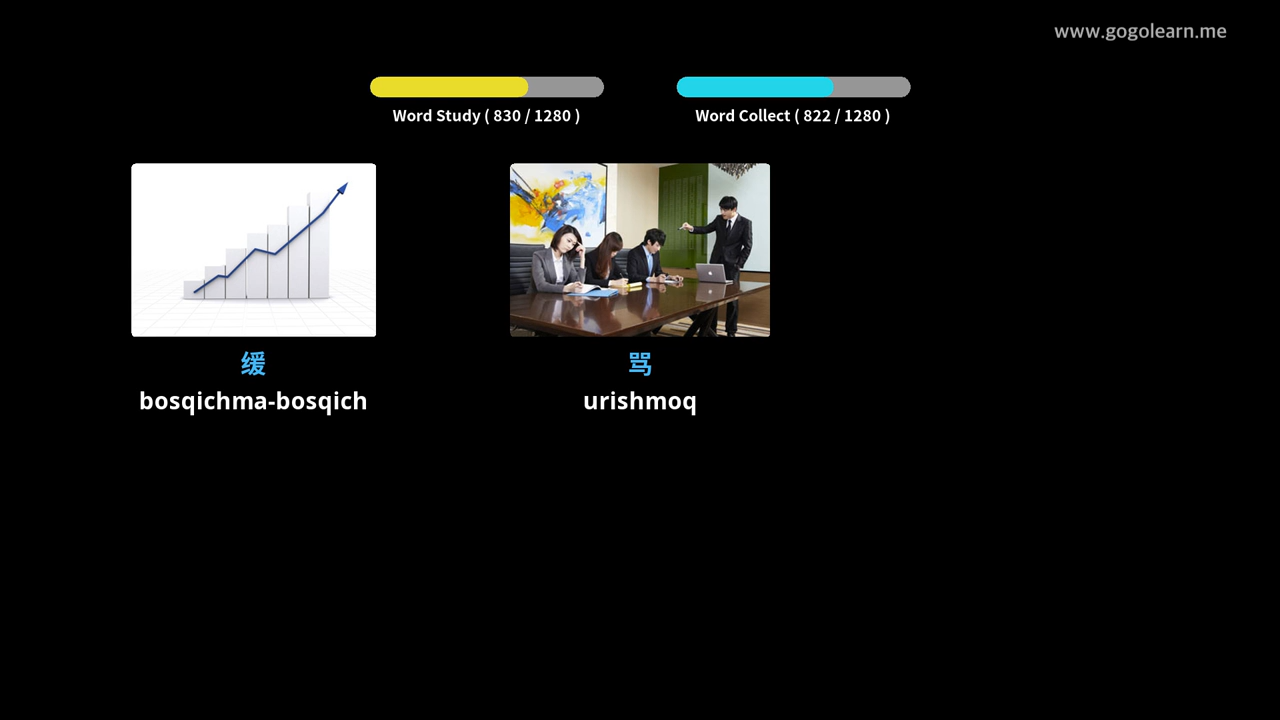 www.gogolearn.me
Word Study ( 830 / 1280 )
Word Collect ( 822 / 1280 )
缓
bosqichma-bosqich
骂
urishmoq